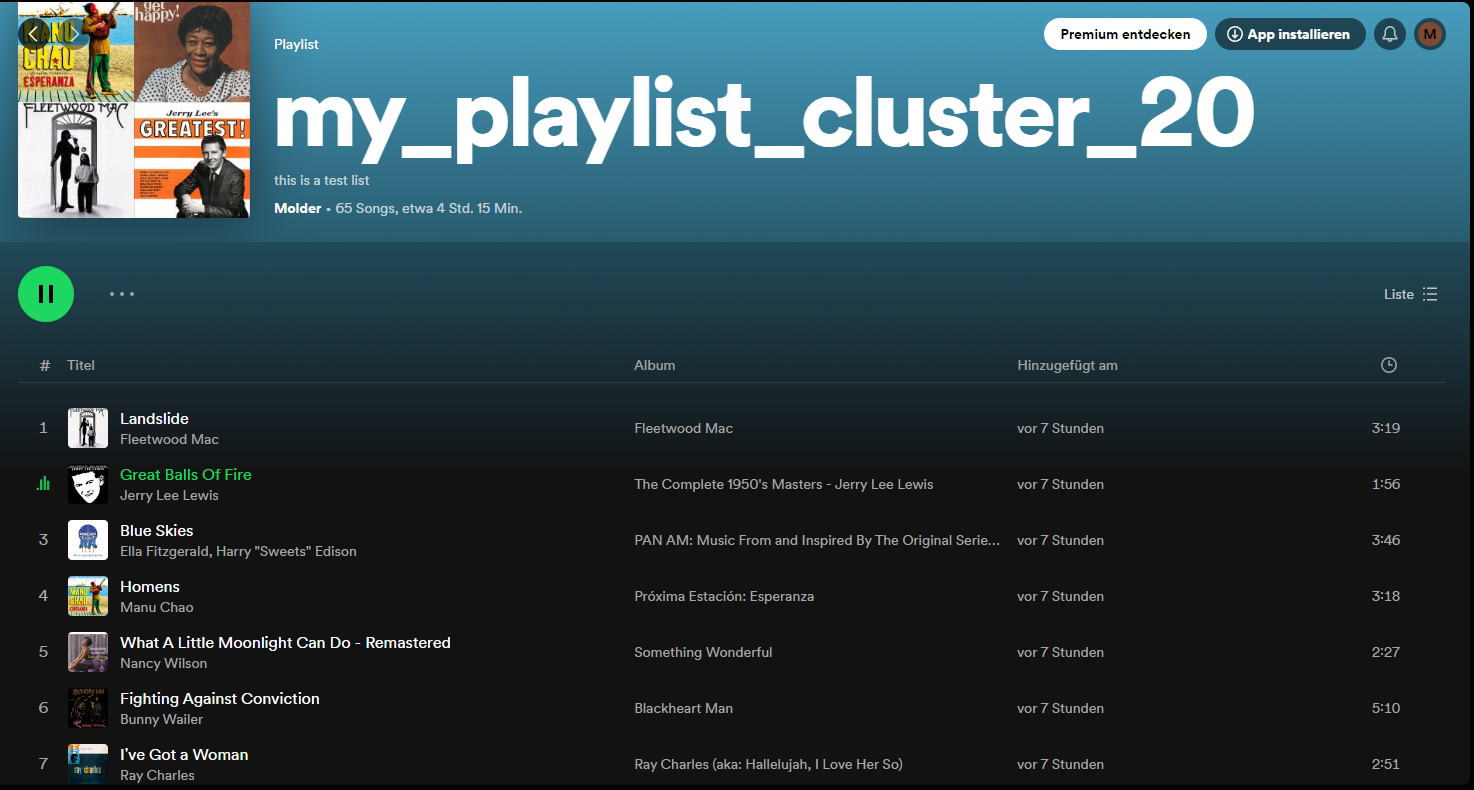 get happy!
MANU CHAO
ESPERANZA
FLEETWOOD MAC
Jerry Lee's
GREATEST!
Playlist
Premium entdecken
App installieren
M
my_playlist_cluster_20
this is a test list
Molder • 65 Songs, etwa 4 Std. 15 Min.
Liste
# Titel Album Hinzugefügt am
1 Landslide Fleetwood Mac vor 7 Stunden 3:19
Fleetwood Mac
Great Balls Of Fire The Complete 1950's Masters - Jerry Lee Lewis vor 7 Stunden 1:56
Jerry Lee Lewis
3 Blue Skies PAN AM: Music From and Inspired By The Original Serie... vor 7 Stunden 3:46
Ella Fitzgerald, Harry "Sweets" Edison
4 Homens Próxima Estación: Esperanza vor 7 Stunden 3:18
Manu Chao
5 What A Little Moonlight Can Do - Remastered Something Wonderful vor 7 Stunden 2:27
Nancy Wilson
6 Fighting Against Conviction Blackheart Man vor 7 Stunden 5:10
Bunny Wailer
7 I've Got a Woman Ray Charles (aka: Hallelujah, I Love Her So) vor 7 Stunden 2:51
Ray Charles